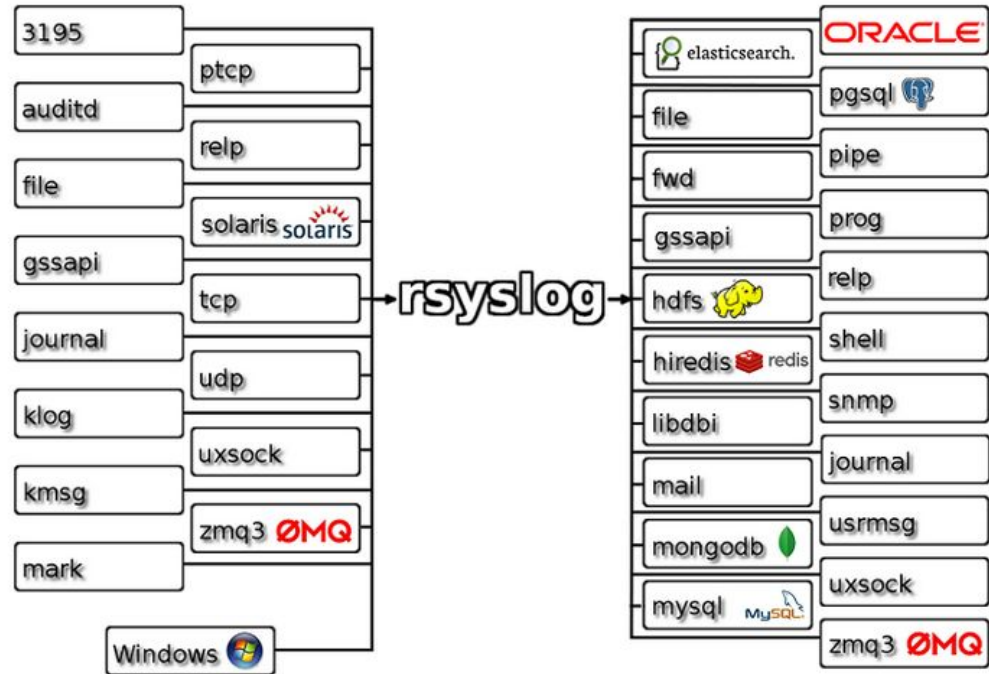 3195
ptcp
auditd
relp
file
solaris solaris
gssapi
tcp
journal
udp
klog
uxsock
kmsg
zmq3 ØMQ
mark
Windows
rsyslog
ORACLE
elasticsearch.
pgsql
file
pipe
fwd
prog
gssapi
relp
hdfs
shell
hiredis redis
snmp
libdbi
journal
mail
usrmsg
mongodb
uxsock
mysql MySQL
zmq3 ØMQ